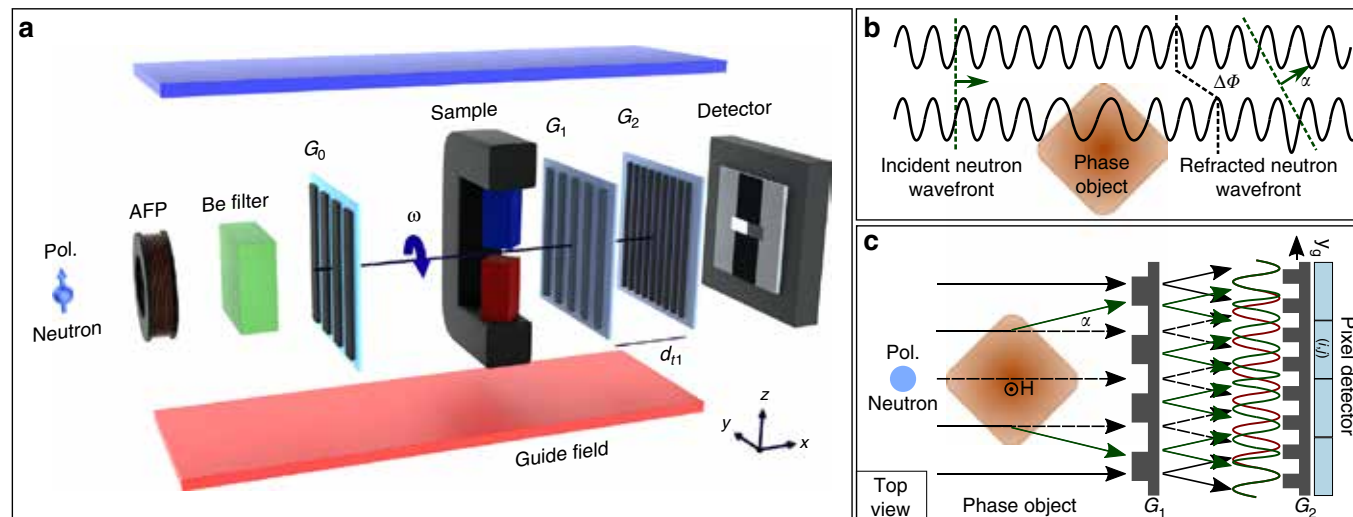 a
Sample
G1
G2
Detector
G0
AFP
Be filter
ω
Pol.
Neutron
dt1
z
y
x
Guide field
b
ΔΦ
α
Incident neutron
wavefront
Phase
object
Refracted neutron
wavefront
c
yg
α
Pol.
Neutron
H
(i,j)
Pixel detector
Top
view
Phase object
G1
G2